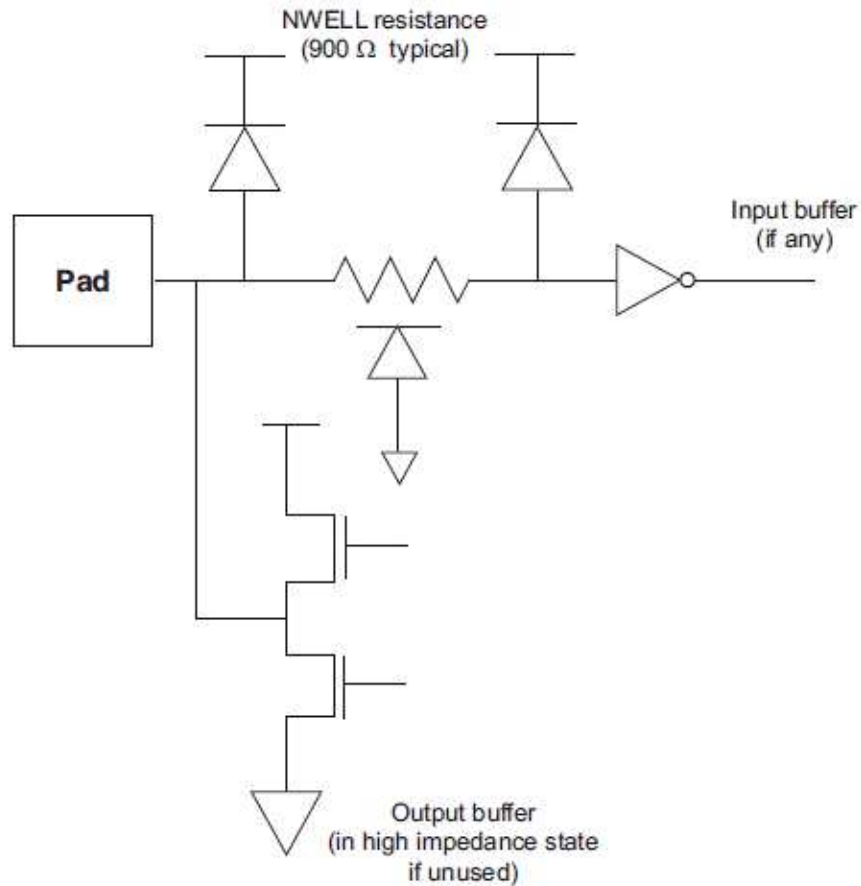 NWELL resistance
(900 Ω typical)
Input buffer
(if any)
Pad
Output buffer
(in high impedance state
if unused)